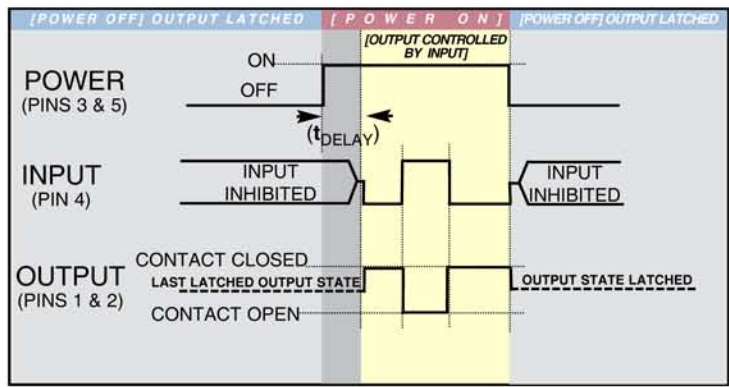 [POWER OFF] OUTPUT LATCHED
[ P O W E R O N ]
[POWER OFF] OUTPUT LATCHED
[OUTPUT CONTROLLED
BY INPUT]
ON
POWER
OFF
(PINS 3 & 5)
(tDELAY)
INPUT
(PIN 4)
INPUT
INHIBITED
INPUT
INHIBITED
CONTACT CLOSED
OUTPUT
LAST LATCHED OUTPUT STATE
OUTPUT STATE LATCHED
(PINS 1 & 2)
CONTACT OPEN